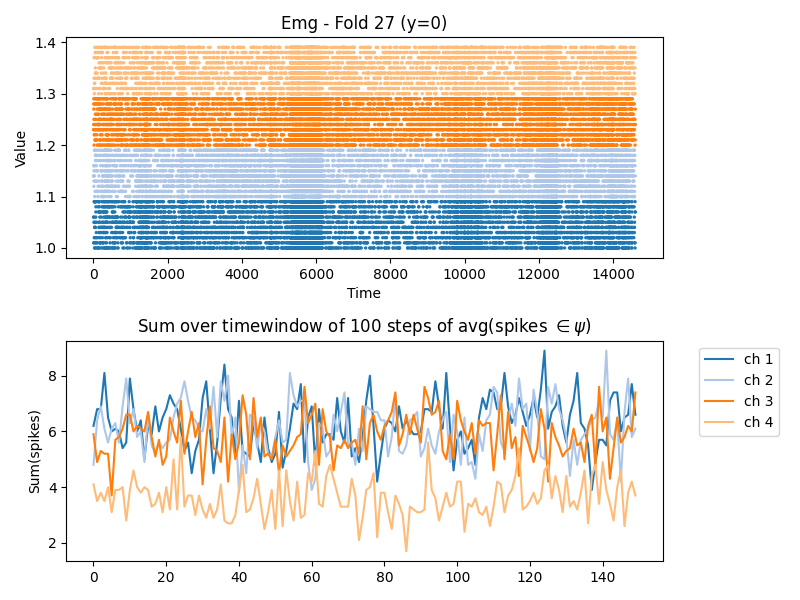 Emg - Fold 27 (y=0)
1.4
1.3
1.2
1.1
1.0
Value
0 2000 4000 6000 8000 10000 12000 14000
Time
Sum over timewindow of 100 steps of avg(spikes ∈ ψ)
8
6
4
2
Sum(spikes)
0 20 40 60 80 100 120 140
ch 1
ch 2
ch 3
ch 4